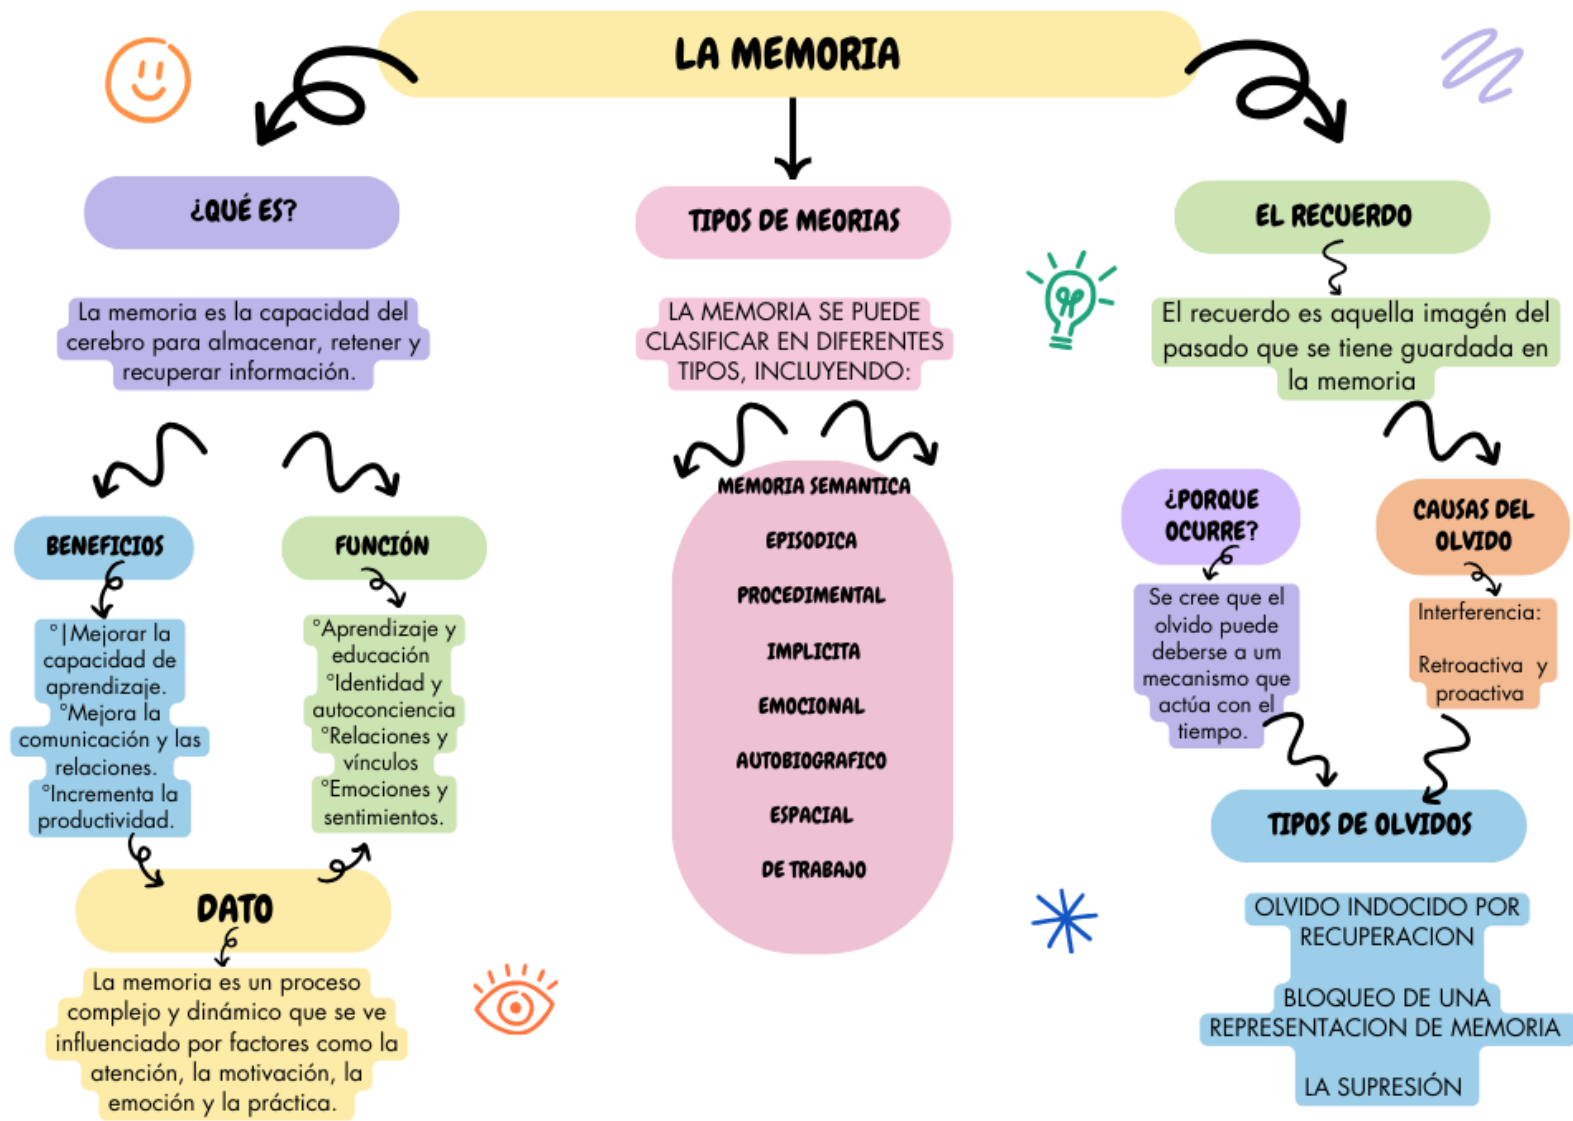 LA MEMORIA
¿QUÉ ES?
La memoria es la capacidad del
cerebro para almacenar, retener y
recuperar información.
BENEFICIOS
°|Mejorar la
capacidad de
aprendizaje.
°Mejora la
comunicación y las
relaciones.
°Incrementa la
productividad.
FUNCIÓN
°Aprendizaje y
educación
°Identidad y
autoconciencia
°Relaciones y
vínculos
°Emociones y
sentimientos.
DATO
La memoria es un proceso
complejo y dinámico que se ve
influenciado por factores como la
atención, la motivación, la
emoción y la práctica.
TIPOS DE MEORIAS
LA MEMORIA SE PUEDE
CLASIFICAR EN DIFERENTES
TIPOS, INCLUYENDO:
MEMORIA SEMANTICA
EPISODICA
PROCEDIMENTAL
IMPLICITA
EMOCIONAL
AUTOBIOGRAFICO
ESPACIAL
DE TRABAJO
EL RECUERDO
El recuerdo es aquella imagén del
pasado que se tiene guardada en
la memoria
¿PORQUE
OCURRE?
Se cree que el
olvido puede
deberse a um
mecanismo que
actúa con el
tiempo.
CAUSAS DEL
OLVIDO
Interferencia:
Retroactiva y
proactiva
TIPOS DE OLVIDOS
OLVIDO INDOCIDO POR
RECUPERACION
BLOQUEO DE UNA
REPRESENTACION DE MEMORIA
LA SUPRESIÓN